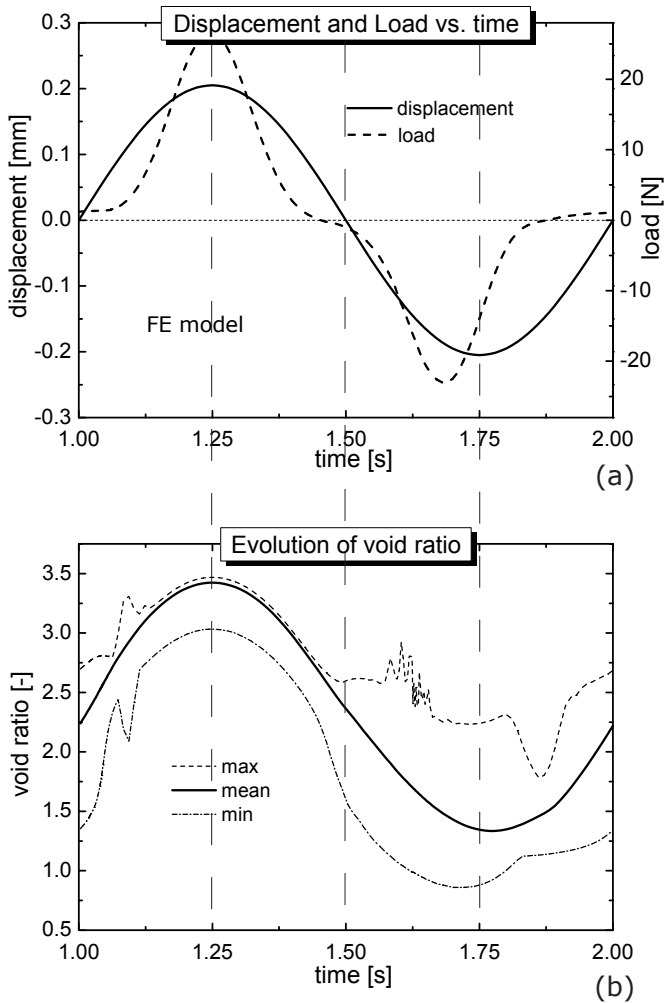 Displacement and Load vs. time
0.3
0.2
0.1
0.0
-0.1
-0.2
-0.3
displacement [mm]
20
10
0
-10
-20
load [N]
displacement
load
FE model
1.00 1.25 1.50 1.75 2.00
time [s]
(a)
Evolution of void ratio
3.5
3.0
2.5
2.0
1.5
1.0
0.5
void ratio [-]
max
mean
min
1.00 1.25 1.50 1.75 2.00
time [s]
(b)